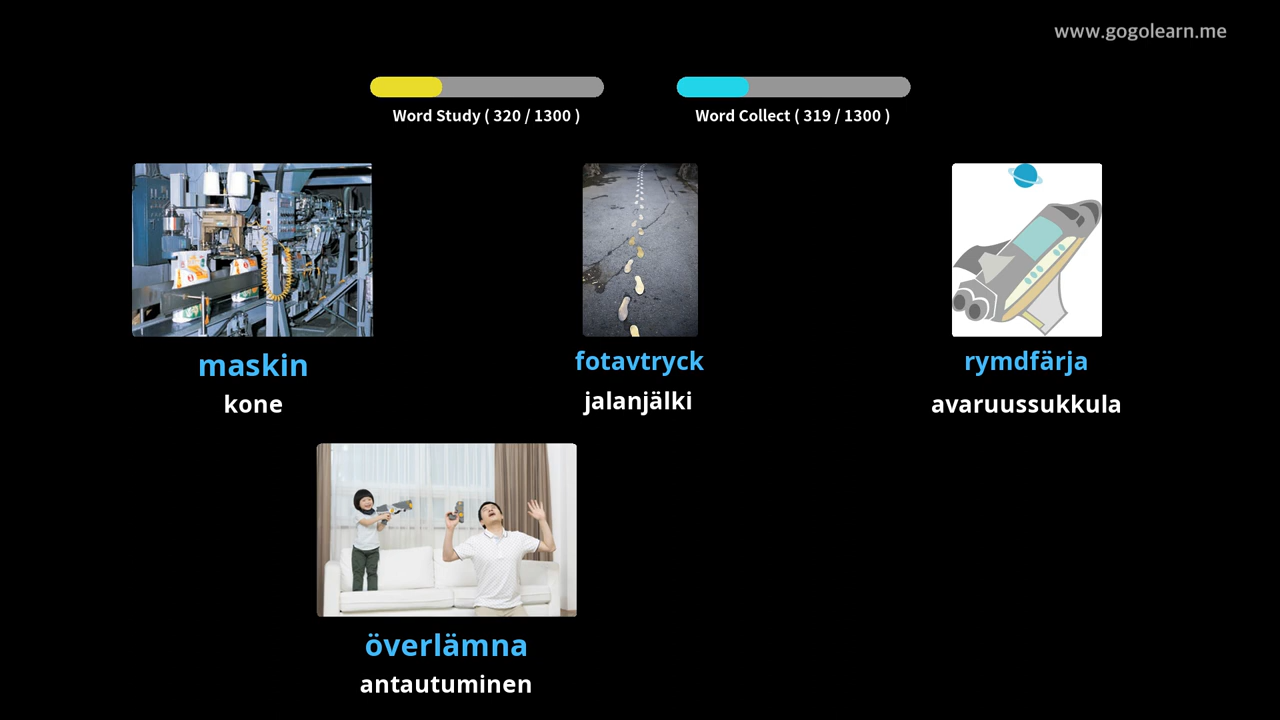 www.gogolearn.me
Word Study ( 320 / 1300 )
Word Collect ( 319 / 1300 )
maskin
kone
fotavtryck
jalanjälki
rymdfärja
avaruussukkula
överlämna
antautuminen